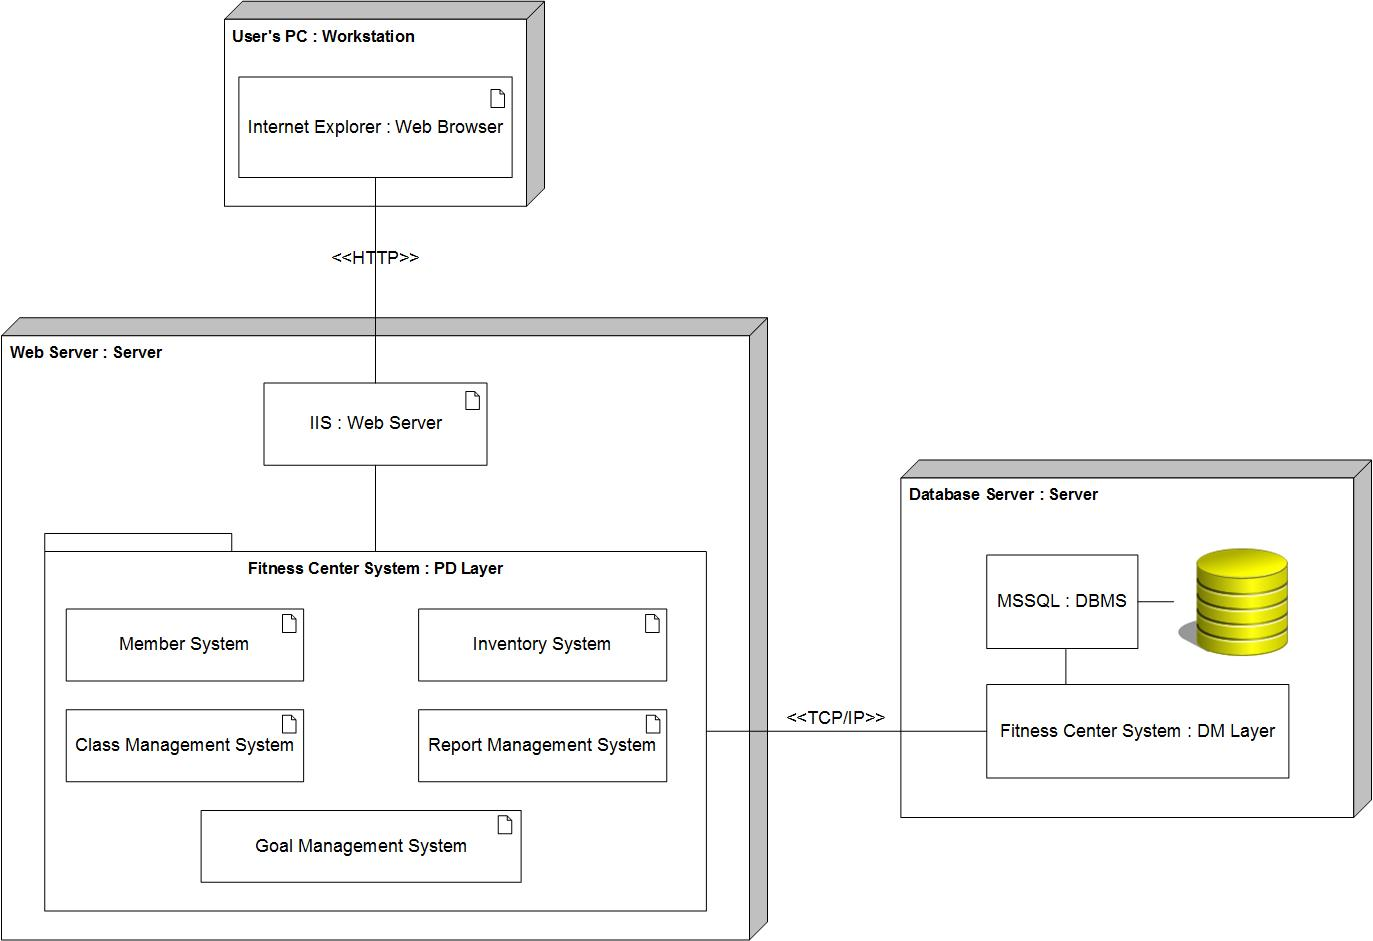 User's PC : Workstation
Internet Explorer : Web Browser
<<HTTP>>
Web Server : Server
IIS : Web Server
Fitness Center System : PD Layer
Member System
Inventory System
Class Management System
Report Management System
Goal Management System
<<TCP/IP>>
Database Server : Server
MSSQL : DBMS
Fitness Center System : DM Layer